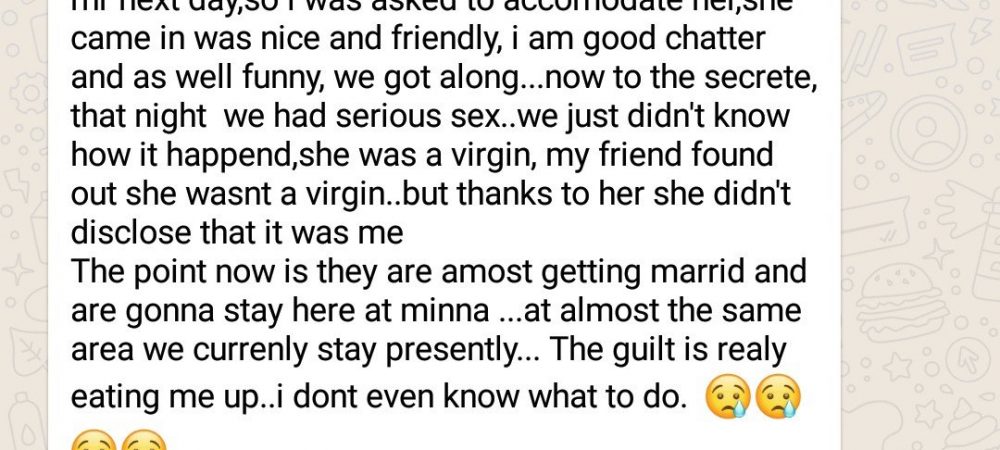 next day,so i was asked to accomodate her,she
came in was nice and friendly, i am good chatter
and as well funny, we got along...now to the secrete,
that night  we had serious sex..we just didn't know
how it happend,she was a virgin, my friend found
out she wasnt a virgin..but thanks to her she didn't
disclose that it was me
The point now is they are amost getting marrid and
are gonna stay here at minna ...at almost the same
area we currenly stay presently... The guilt is realy
eating me up..i dont even know what to do. 😢😢
😢😢